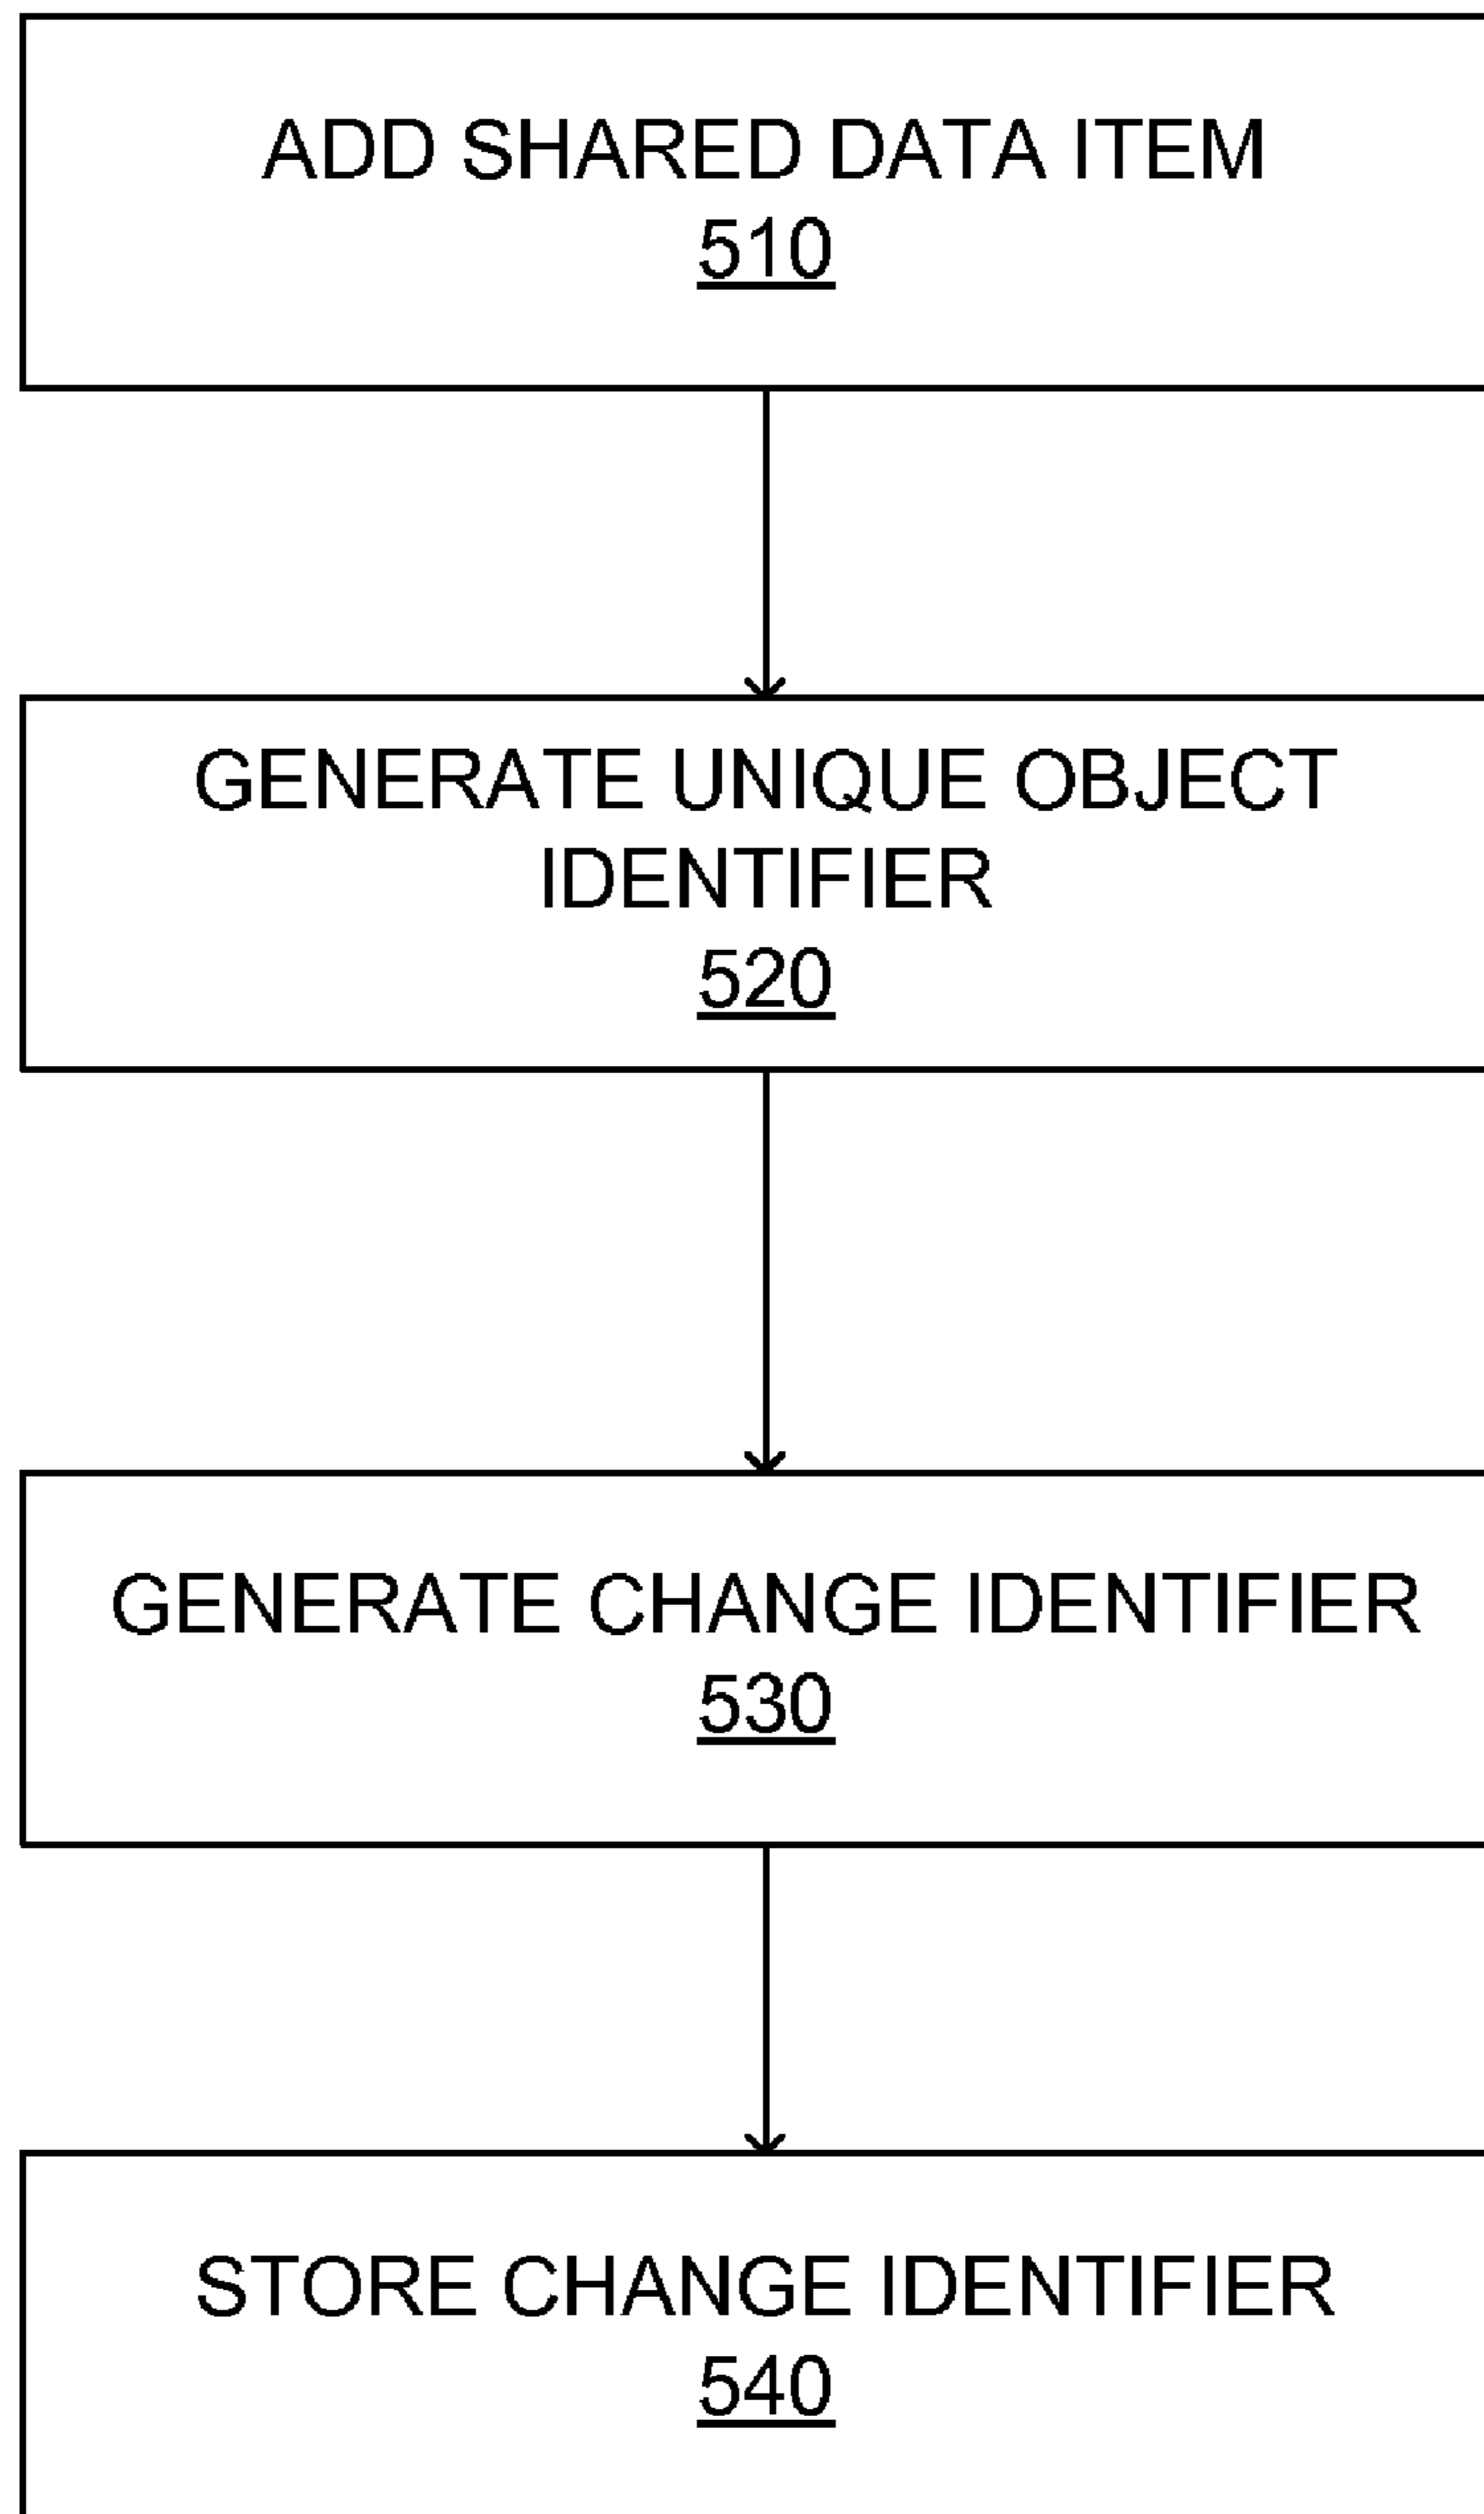 ADD SHARED DATA ITEM
510
GENERATE UNIQUE OBJECT
IDENTIFIER
520
GENERATE CHANGE IDENTIFIER
530
STORE CHANGE IDENTIFIER
540